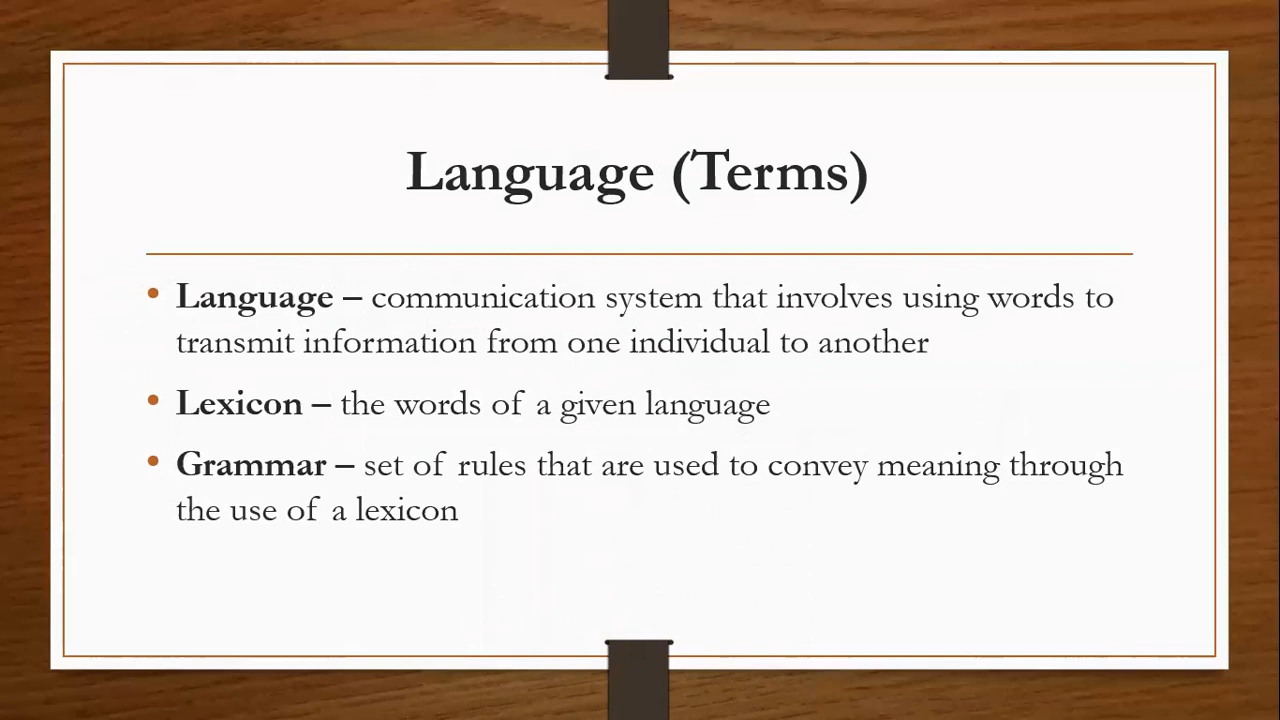 Language (Terms)
• Language – communication system that involves using words to
transmit information from one individual to another
• Lexicon – the words of a given language
• Grammar – set of rules that are used to convey meaning through
the use of a lexicon